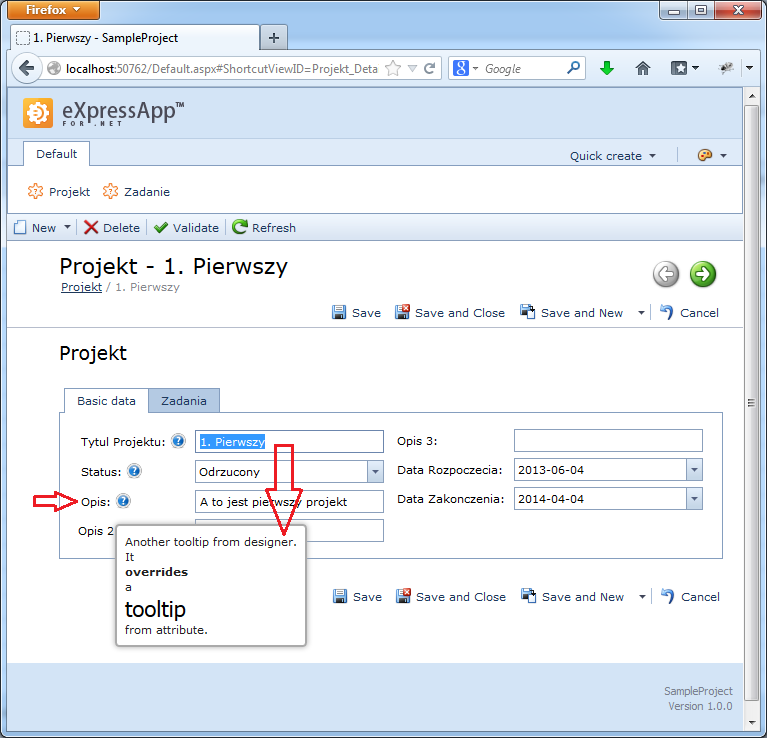 Firefox
1. Pierwszy - SampleProject
localhost:50762/Default.aspx#ShortcutViewID=Projekt_Deta
Google
eXpressApp™
FOR .NET
Default
Quick create
Projekt Zadanie
New Delete Validate Refresh
Projekt - 1. Pierwszy
Projekt / 1. Pierwszy
Save Save and Close Save and New Cancel
Projekt
Basic data Zadania
Tytul Projektu: 1. Pierwszy Opis 3:
Status: Odrzucony Data Rozpoczecia: 2013-06-04
Opis: A to jest pierwszy projekt Data Zakonczenia: 2014-04-04
Opis 2
Another tooltip from designer.
It
overrides
a
tooltip
from attribute.
Save Save and Close Save and New Cancel
SampleProject
Version 1.0.0